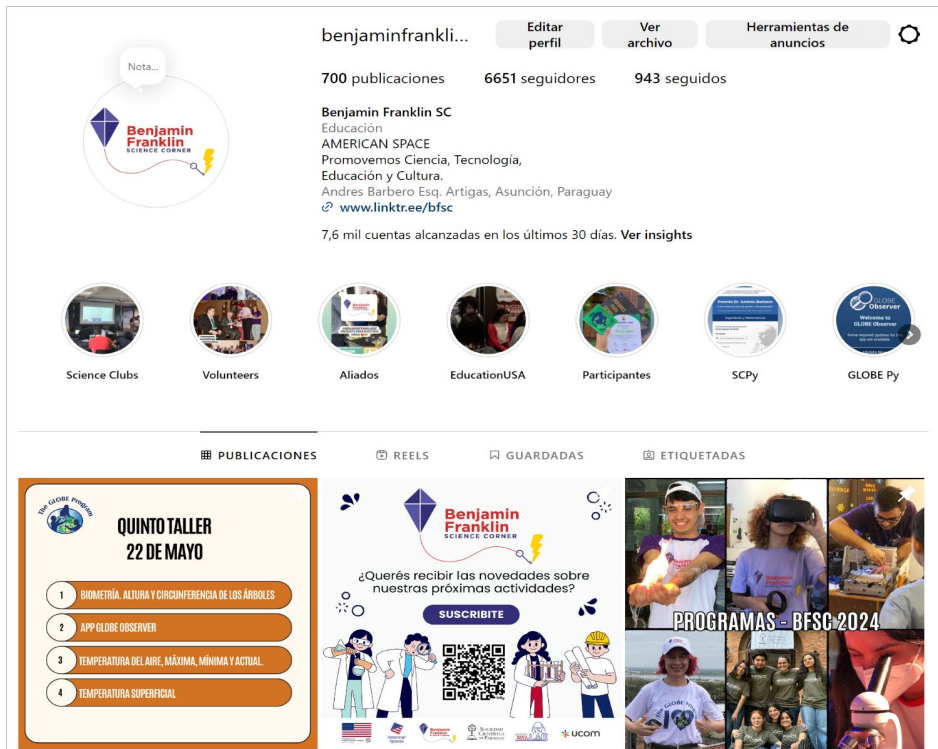 benjaminfrankli...
Editar perfil
Ver archivo
Herramientas de anuncios
Nota...
700 publicaciones
6651 seguidores
943 seguidos
Benjamin Franklin SC
Educación
AMERICAN SPACE
Promovemos Ciencia, Tecnología,
Educación y Cultura.
Andres Barbero Esq. Artigas, Asunción, Paraguay
www.linktr.ee/bfsc
7,6 mil cuentas alcanzadas en los últimos 30 días. Ver insights
Benjamin
Franklin
SCIENCE CORNER
GLOBE
Observer
Welcome to
GLOBE Observer
Science Clubs
Volunteers
Aliados
EducationUSA
Participantes
SCPy
GLOBE Py
PUBLICACIONES
REELS
GUARDADAS
ETIQUETADAS
The GLOBE Program
QUINTO TALLER
22 DE MAYO
1 BIOMETRÍA. ALTURA Y CIRCUNFERENCIA DE LOS ÁRBOLES
2 APP GLOBE OBSERVER
3 TEMPERATURA DEL AIRE, MÁXIMA, MÍNIMA Y ACTUAL.
4 TEMPERATURA SUPERFICIAL
Benjamin
Franklin
SCIENCE CORNER
¿Querés recibir las novedades sobre
nuestras próximas actividades?
SUSCRIBITE
American
Spaces
ucom
PROGRAMAS - BFSC 2024